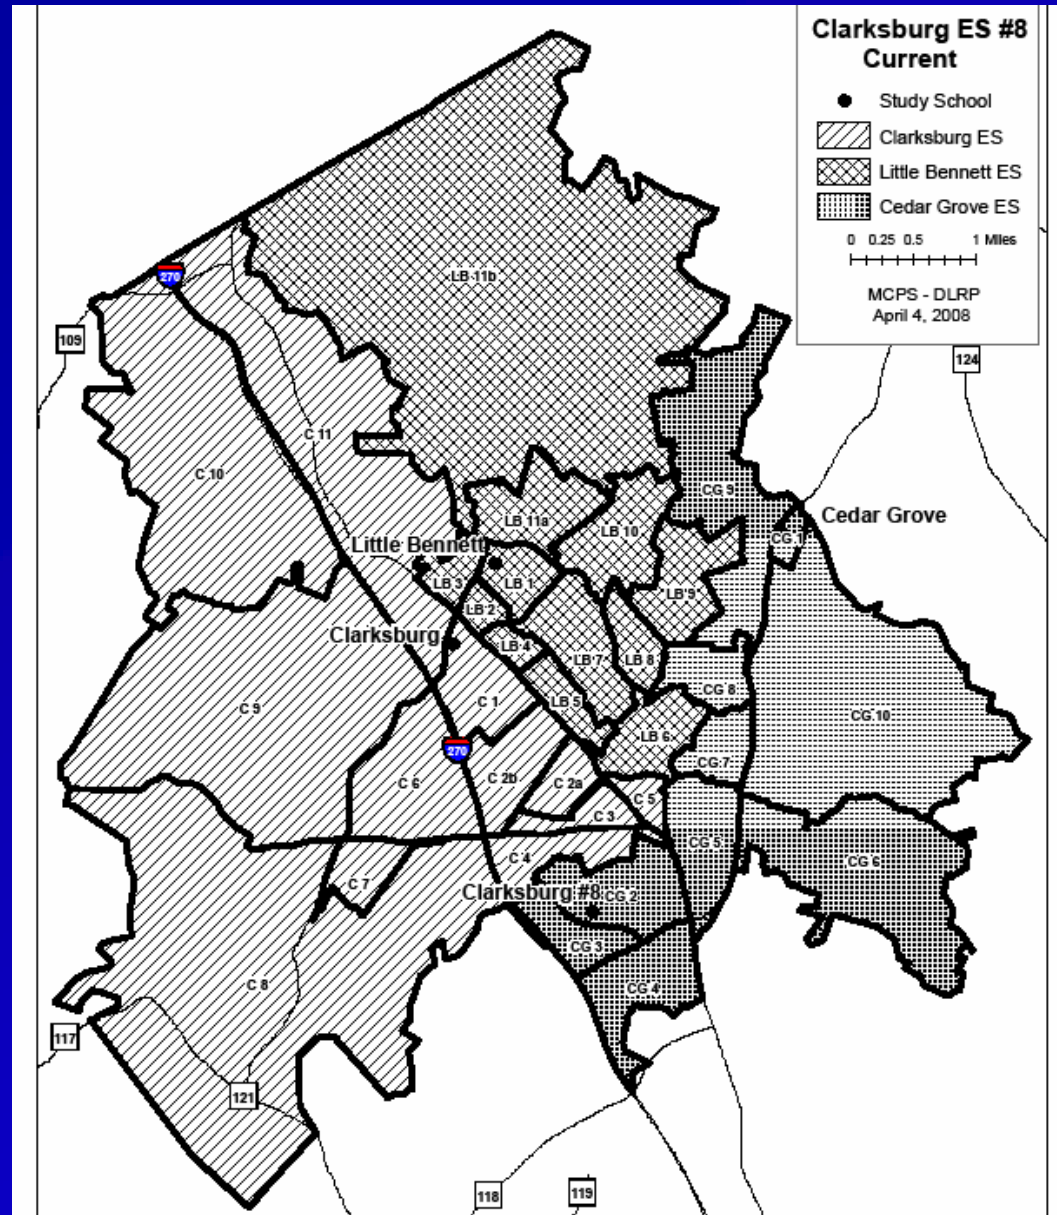 Clarksburg ES #8
Current
Study School
Clarksburg ES
Little Bennett ES
Cedar Grove ES
0 0.25 0.5 1 Miles
MCPS - DLRP
April 4, 2008
270
LB 11b
109
124
C 11
C 10
CG 9
Cedar Grove
LB 11a
LB 10
CG 1
Little Bennett
LB 3
LB 1
LB 9
LB 2
Clarksburg
LB 4
LB 7
LB 8
CG 8
C 9
C 1
LB 5
CG 10
LB 6
270
CG 7
C 6
C 2b
C 2a
C 5
C 3
CG 5
C 4
CG 6
C 7
Clarksburg #8
CG 2
CG 3
C 8
CG 4
117
121
118
119